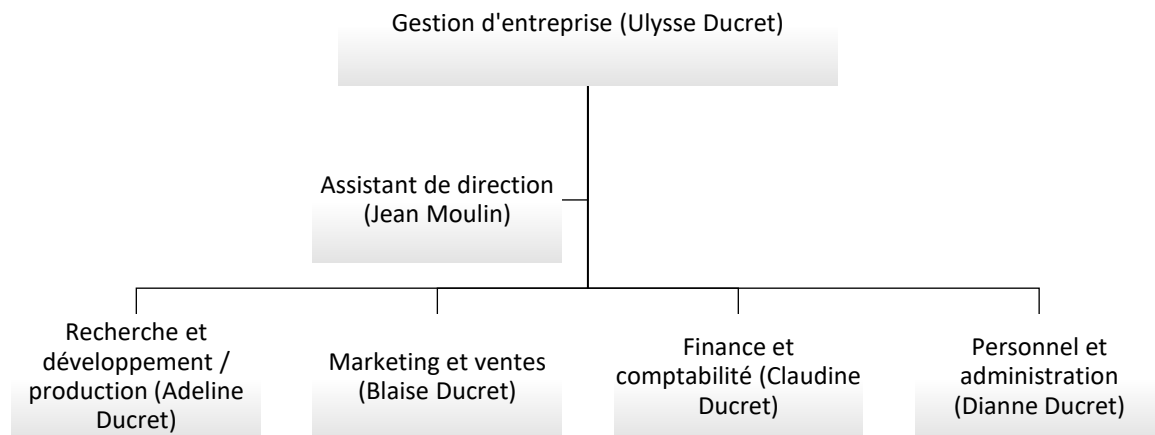 Gestion d'entreprise (Ulysse Ducret)
Assistant de direction
(Jean Moulin)
Recherche et
développement /
production (Adeline
Ducret)
Marketing et ventes
(Blaise Ducret)
Finance et
comptabilité (Claudine
Ducret)
Personnel et
administration
(Dianne Ducret)